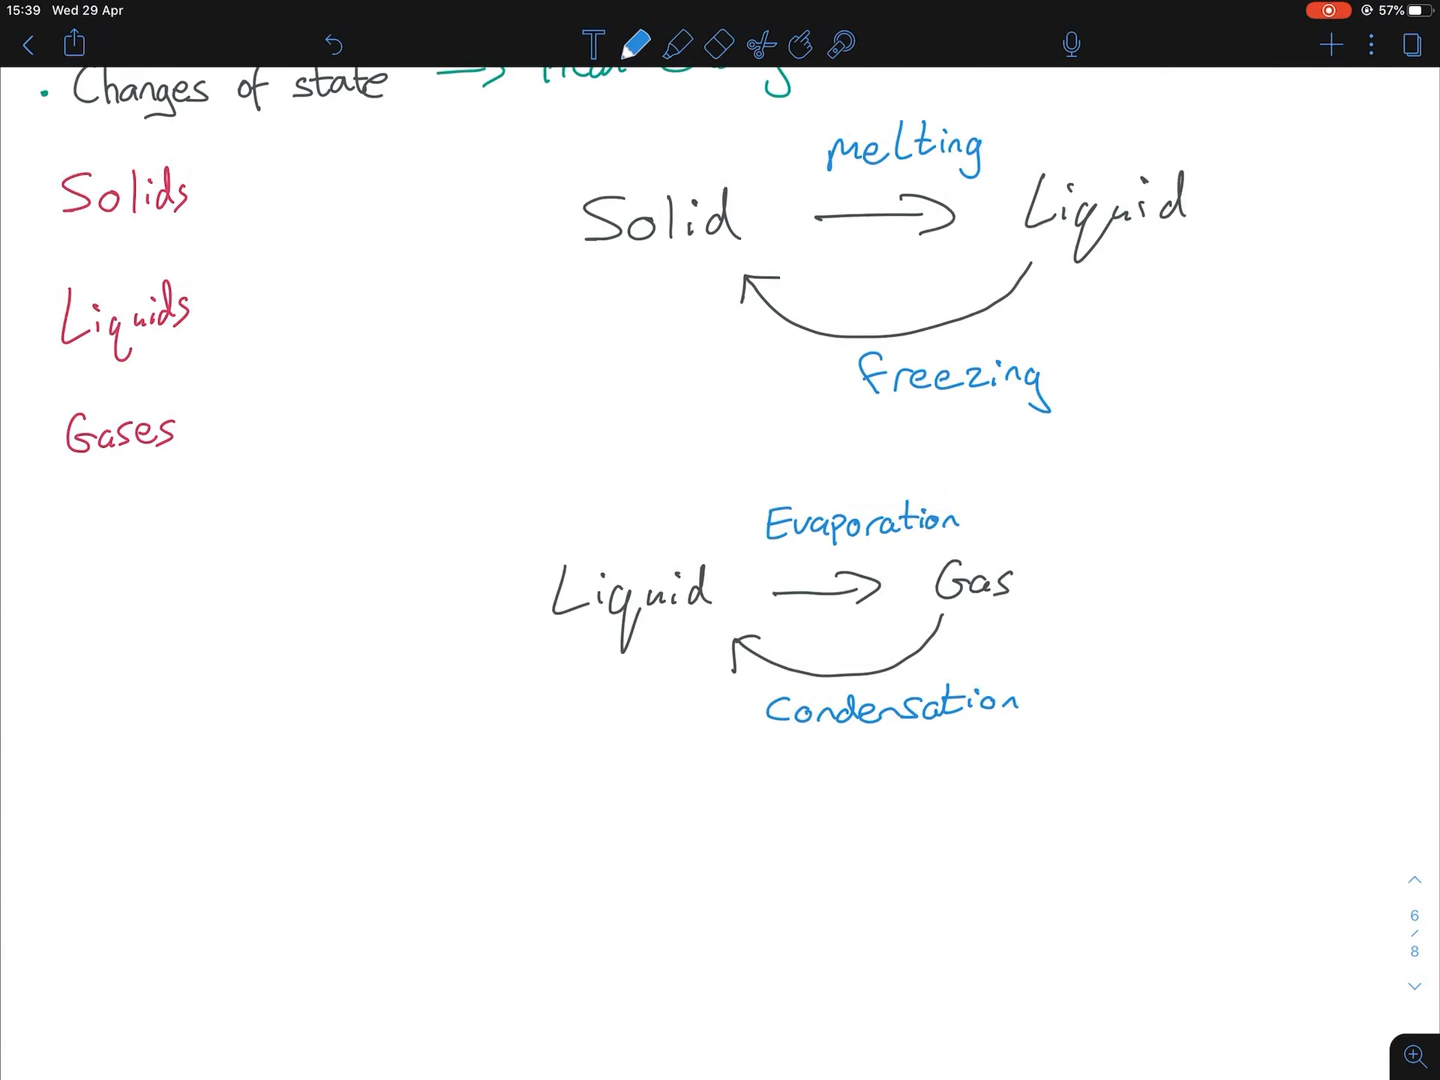 15:39 Wed 29 Apr
57%
T
• Changes of state →
Solids
Liquids
Gases
melting
Solid → Liquid
freezing
Evaporation
Liquid → Gas
Condensation
6
/
8